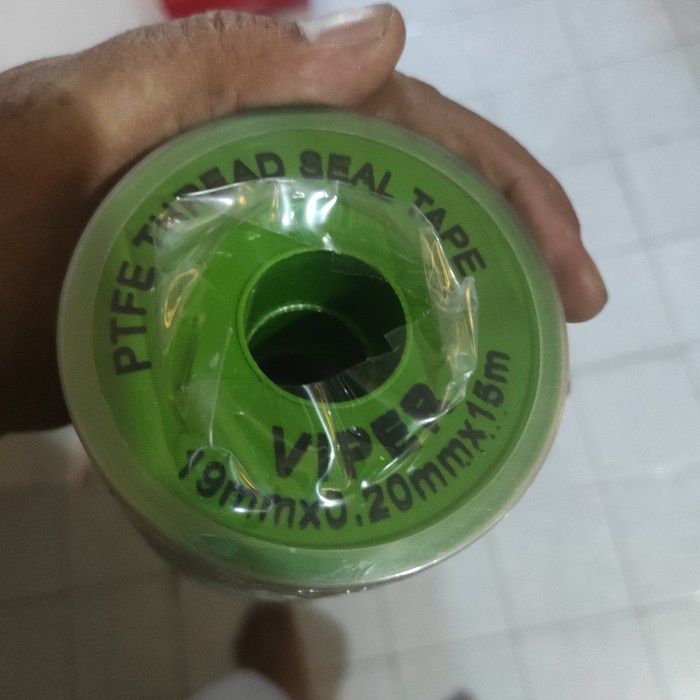 PTFE THREAD SEAL TAPE
VIPER
19mmx0.20mmx15m